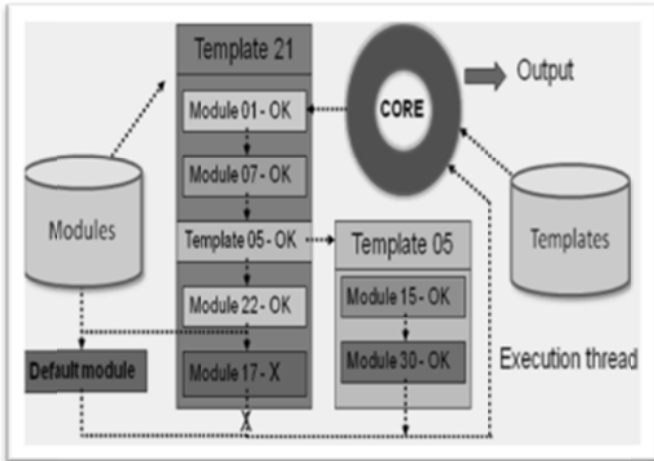 Template 21
Module 01 - OK
Module 07 - OK
Template 05 - OK
Module 22 - OK
Module 17 - X
X
CORE
Output
Modules
Default module
Template 05
Module 15 - OK
Module 30 - OK
Templates
Execution thread